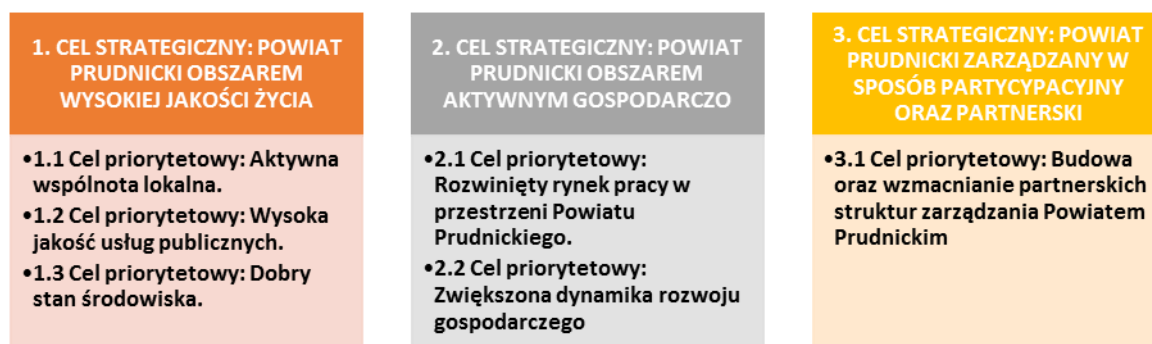 1. CEL STRATEGICZNY: POWIAT
PRUDNICKI OBSZAREM
WYSOKIEJ JAKOŚCI ŻYCIA
•1.1 Cel priorytetowy: Aktywna
wspólnota lokalna.
•1.2 Cel priorytetowy: Wysoka
jakość usług publicznych.
•1.3 Cel priorytetowy: Dobry
stan środowiska.
2. CEL STRATEGICZNY: POWIAT
PRUDNICKI OBSZAREM
AKTYWNYM GOSPODARCZO
•2.1 Cel priorytetowy:
Rozwinięty rynek pracy w
przestrzeni Powiatu
Prudnickiego.
•2.2 Cel priorytetowy:
Zwiększona dynamika rozwoju
gospodarczego
3. CEL STRATEGICZNY: POWIAT
PRUDNICKI ZARZĄDZANY W
SPOSÓB PARTYCYPACYJNY
ORAZ PARTNERSKI
•3.1 Cel priorytetowy: Budowa
oraz wzmacnianie partnerskich
struktur zarządzania Powiatem
Prudnickim